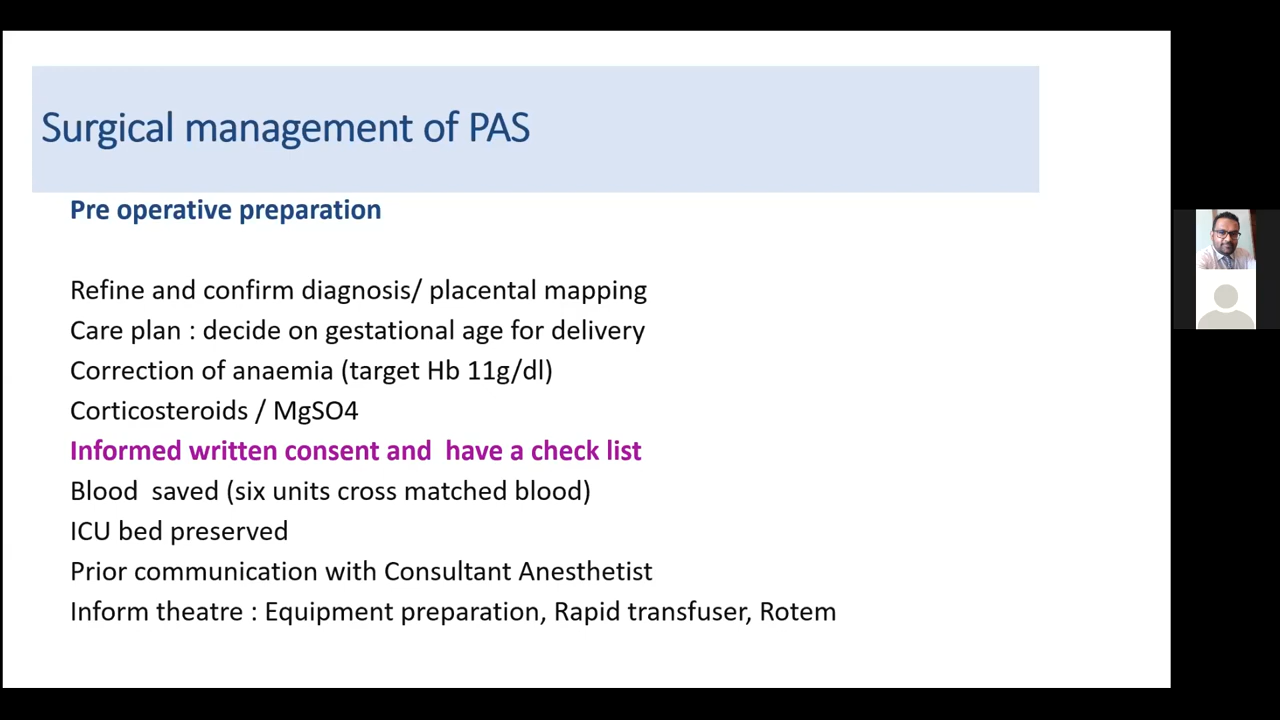 Surgical management of PAS
Pre operative preparation
Refine and confirm diagnosis/ placental mapping
Care plan : decide on gestational age for delivery
Correction of anaemia (target Hb 11g/dl)
Corticosteroids / MgSO4
Informed written consent and  have a check list
Blood  saved (six units cross matched blood)
ICU bed preserved
Prior communication with Consultant Anesthetist
Inform theatre : Equipment preparation, Rapid transfuser, Rotem